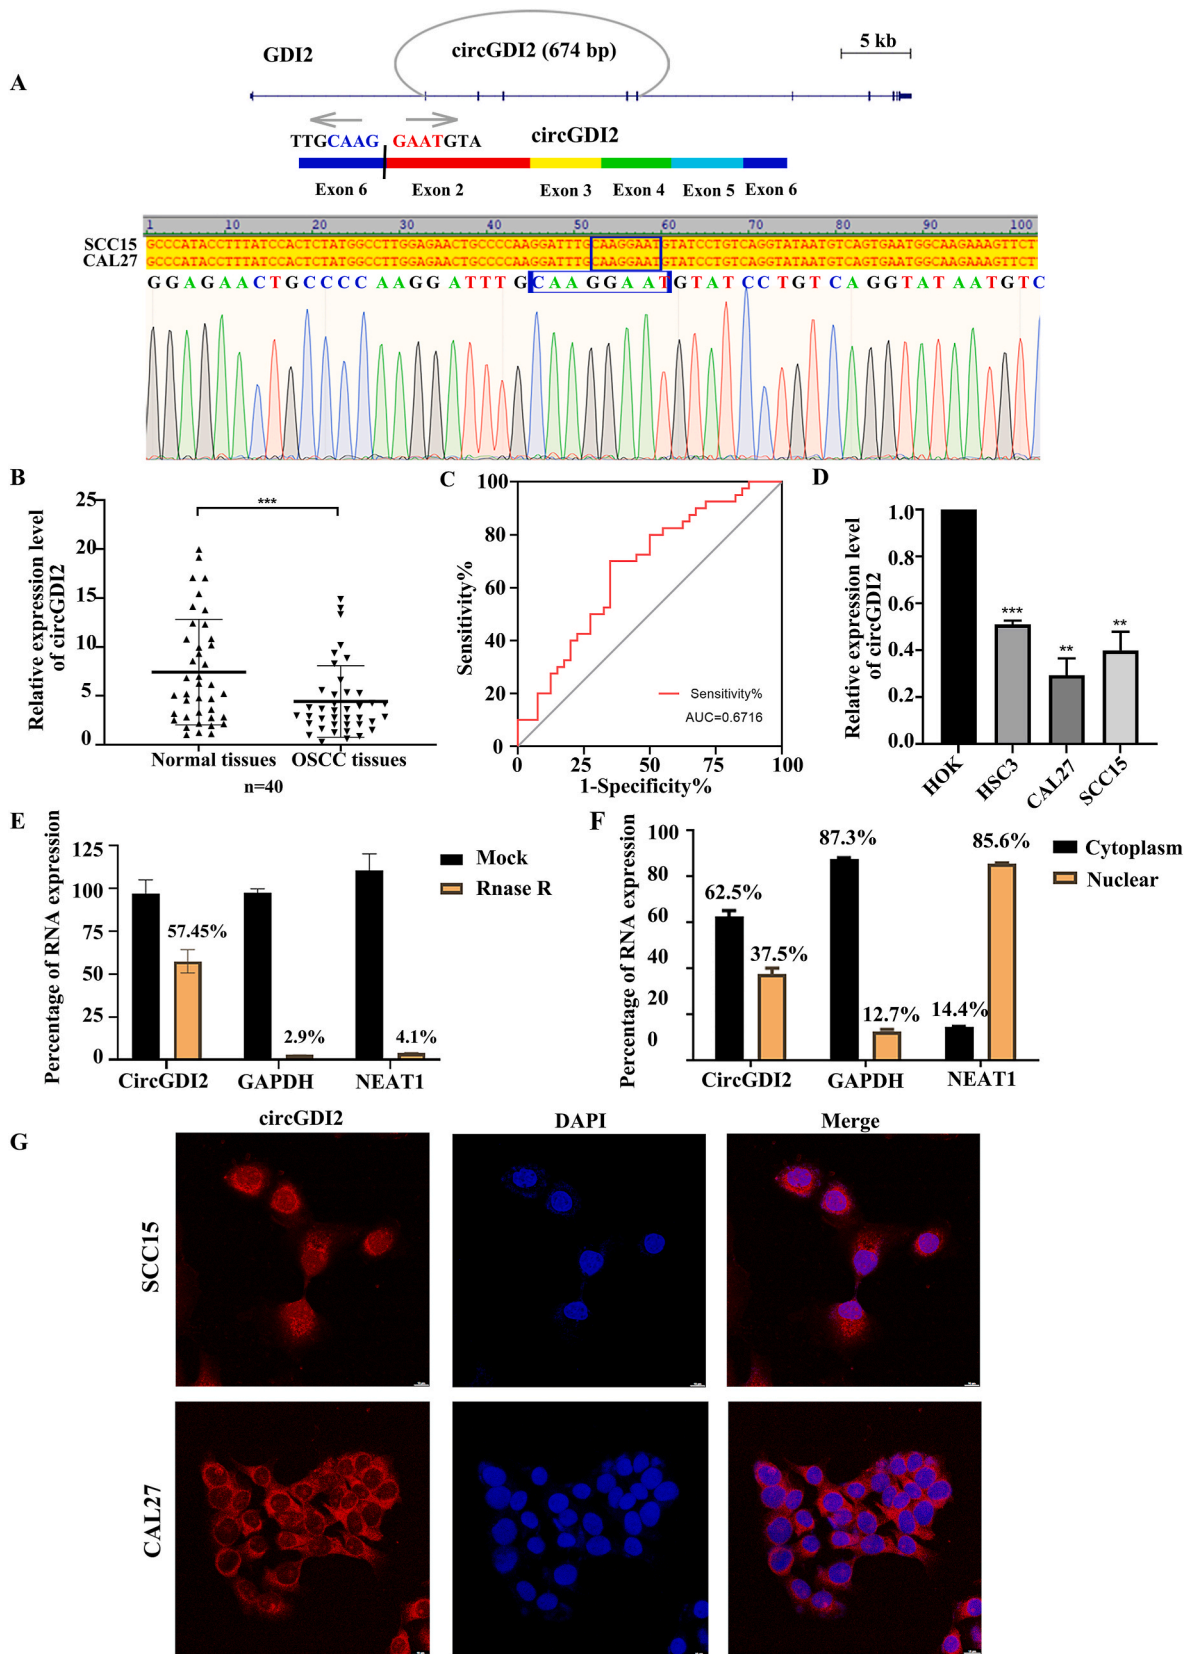 A
GDI2
circGDI2 (674 bp)
5 kb
TTGCAAG GAATGTA
circGDI2
Exon 6 Exon 2 Exon 3 Exon 4 Exon 5 Exon 6
1 10 20 30 40 50 60 70 80 90 100
SCC15 GCCCATACCTTTATCCACTCTATGGCCTTGGAGAACTGCCCCAAGGATTTGCAAGGAATGTATCCTGTCAGGTATAATGTCAGTGAATGGCAAGAAAGTTCT
CAL27 GCCCATACCTTTATCCACTCTATGGCCTTGGAGAACTGCCCCAAGGATTTGCAAGGAATGTATCCTGTCAGGTATAATGTCAGTGAATGGCAAGAAAGTTCT
G G A G A A C T G C C C C A A G G A T T T G C A A G G A A T G T A T C C T G T C A G G T A T A A T G T C
B
Relative expression level
of circGDI2
25
20
15
10
5
0
***
Normal tissues OSCC tissues
n=40
C
Sensitivity%
100
80
60
40
20
0
Sensitivity%
AUC=0.6716
0 25 50 75 100
1-Specificity%
D
Relative expression level
of circGDI2
1.0
0.8
0.6
0.4
0.2
0.0
*** ** **
HOK HSC3 CAL27 SCC15
E
Percentage of RNA expression
125
100
75
50
25
0
57.45%
2.9%
4.1%
Mock
Rnase R
CircGDI2 GAPDH NEAT1
F
Percentage of RNA expression
100
80
60
40
20
0
62.5%
37.5%
87.3%
12.7%
14.4%
85.6%
Cytoplasm
Nuclear
CircGDI2 GAPDH NEAT1
G
circGDI2 DAPI Merge
SCC15
CAL27